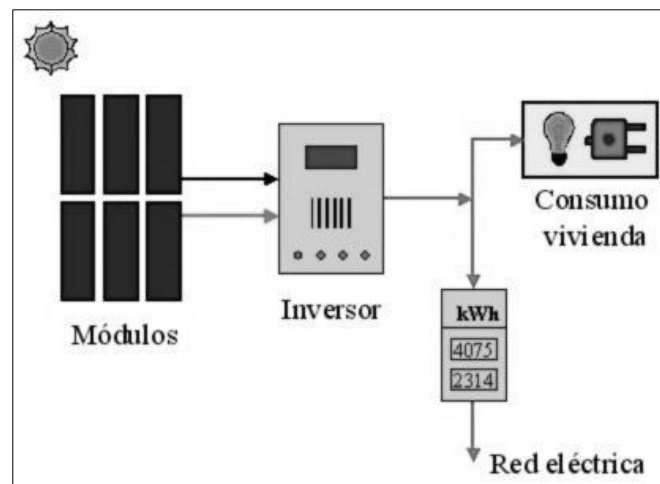 Módulos
Inversor
Consumo
vivienda
kWh
4075
2314
Red eléctrica